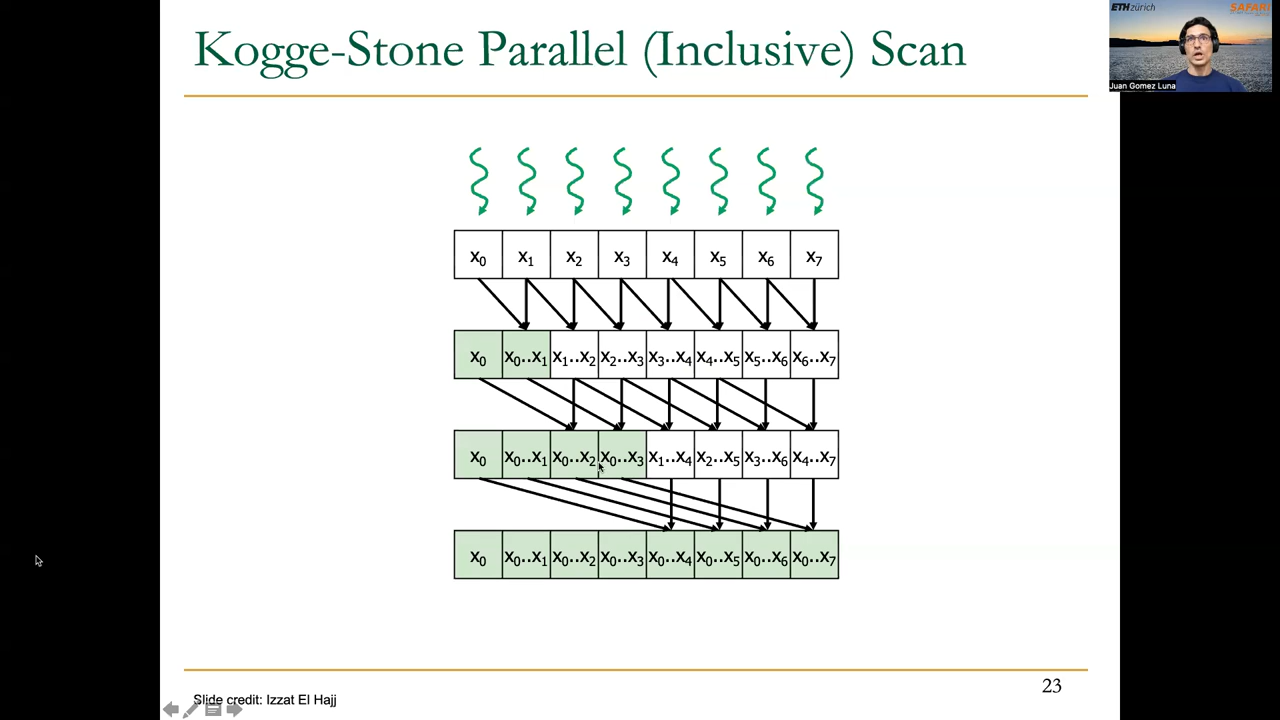 Kogge-Stone Parallel (Inclusive) Scan
ETH zürich
SAFARI
Juan Gomez Luna
x₀ x₁ x₂ x₃ x₄ x₅ x₆ x₇
x₀ x₀..x₁ x₁..x₂ x₂..x₃ x₃..x₄ x₄..x₅ x₅..x₆ x₆..x₇
x₀ x₀..x₁ x₀..x₂ x₀..x₃ x₁..x₄ x₂..x₅ x₃..x₆ x₄..x₇
x₀ x₀..x₁ x₀..x₂ x₀..x₃ x₀..x₄ x₀..x₅ x₀..x₆ x₀..x₇
Slide credit: Izzat El Hajj
23